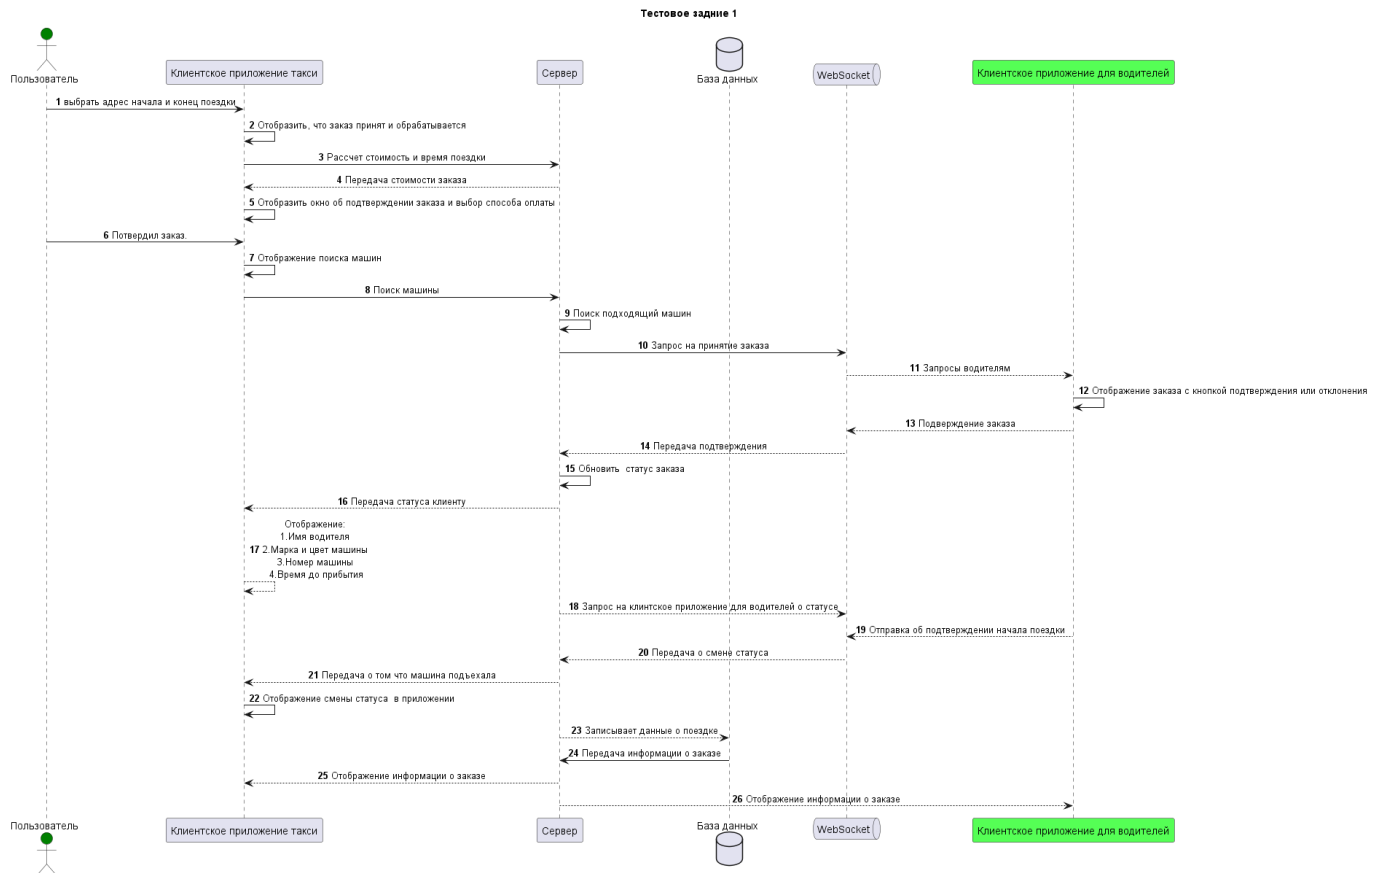 Тестовое задние 1
Пользователь
Клиентское приложение такси
Сервер
База данных
WebSocket
Клиентское приложение для водителей
1 выбрать адрес начала и конец поездки
2 Отобразить, что заказ принят и обрабатывается
3 Рассчет стоимость и время поездки
4 Передача стоимости заказа
5 Отобразить окно об подтверждении заказа и выбор способа оплаты
6 Потвердил заказ.
7 Отображение поиска машин
8 Поиск машины
9 Поиск подходящий машин
10 Запрос на принятие заказа
11 Запросы водителям
12 Отображение заказа с кнопкой подтверждения или отклонения
13 Подверждение заказа
14 Передача подтверждения
15 Обновить  статус заказа
16 Передача статуса клиенту
Отображение:
1.Имя водителя
17 2.Марка и цвет машины
3.Номер машины
4.Время до прибытия
18 Запрос на клинтское приложение для водителей о статусе
19 Отправка об подтверждении начала поездки
20 Передача о смене статуса
21 Передача о том что машина подъехала
22 Отображение смены статуса  в приложении
23 Записывает данные о поездке
24 Передача информации о заказе
25 Отображение информации о заказе
26 Отображение информации о заказе
Пользователь
Клиентское приложение такси
Сервер
База данных
WebSocket
Клиентское приложение для водителей